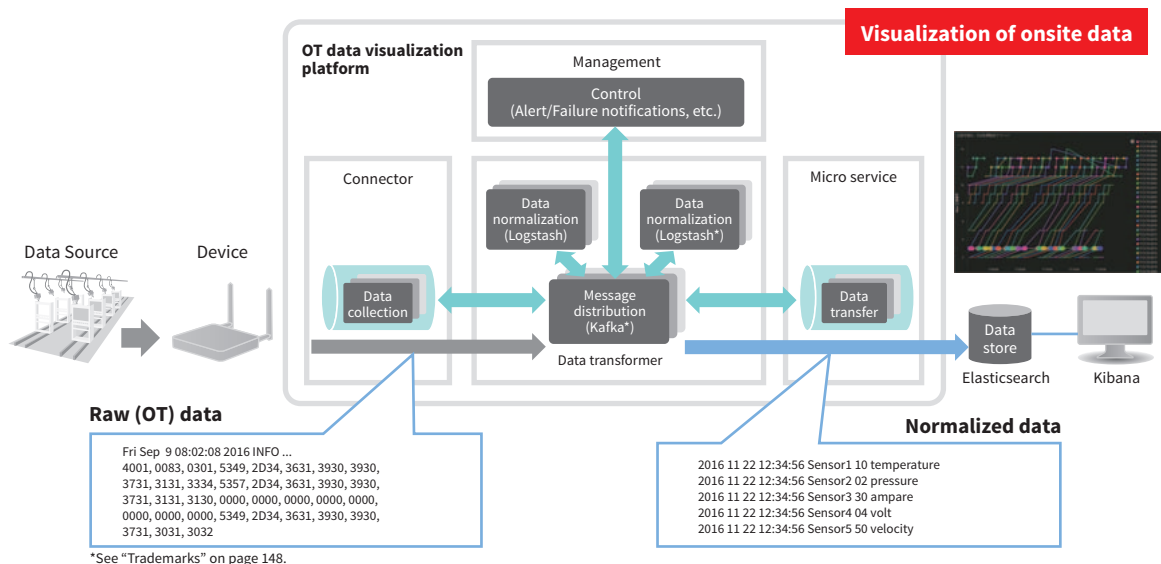 Visualization of onsite data
OT data visualization
platform
Management
Control
(Alert/Failure notifications, etc.)
Connector
Micro service
Data
normalization
(Logstash)
Data
normalization
(Logstash*)
Data Source
Device
Data
collection
Message
distribution
(Kafka*)
Data
transfer
Data transformer
Data
store
Elasticsearch
Kibana
Raw (OT) data
Fri Sep 9 08:02:08 2016 INFO ...
4001, 0083, 0301, 5349, 2D34, 3631, 3930, 3930,
3731, 3131, 3334, 5357, 2D34, 3631, 3930, 3930,
3731, 3131, 3130, 0000, 0000, 0000, 0000, 0000,
0000, 0000, 0000, 5349, 2D34, 3631, 3930, 3930,
3731, 3031, 3032
Normalized data
2016 11 22 12:34:56 Sensor1 10 temperature
2016 11 22 12:34:56 Sensor2 02 pressure
2016 11 22 12:34:56 Sensor3 30 ampare
2016 11 22 12:34:56 Sensor4 04 volt
2016 11 22 12:34:56 Sensor5 50 velocity
*See “Trademarks” on page 148.